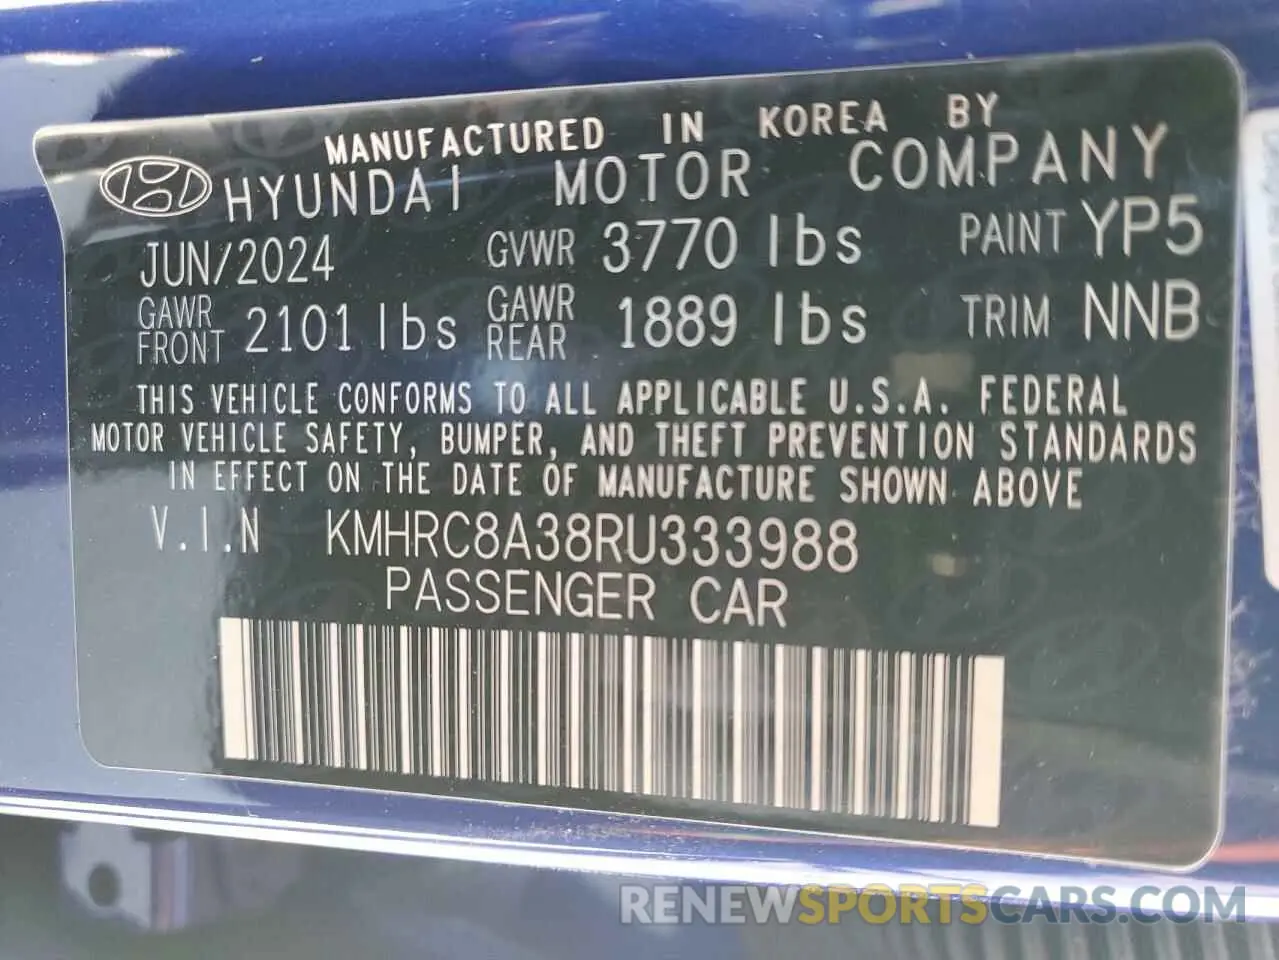 MANUFACTURED IN KOREA BY
HYUNDAI MOTOR COMPANY
JUN/2024 GVWR 3770 lbs PAINT YP5
GAWR FRONT 2101 lbs GAWR REAR 1889 lbs TRIM NNB
THIS VEHICLE CONFORMS TO ALL APPLICABLE U.S.A. FEDERAL
MOTOR VEHICLE SAFETY, BUMPER, AND THEFT PREVENTION STANDARDS
IN EFFECT ON THE DATE OF MANUFACTURE SHOWN ABOVE
V.I.N KMHRC8A38RU333988
PASSENGER CAR
RENEWSPORTSCARS.COM